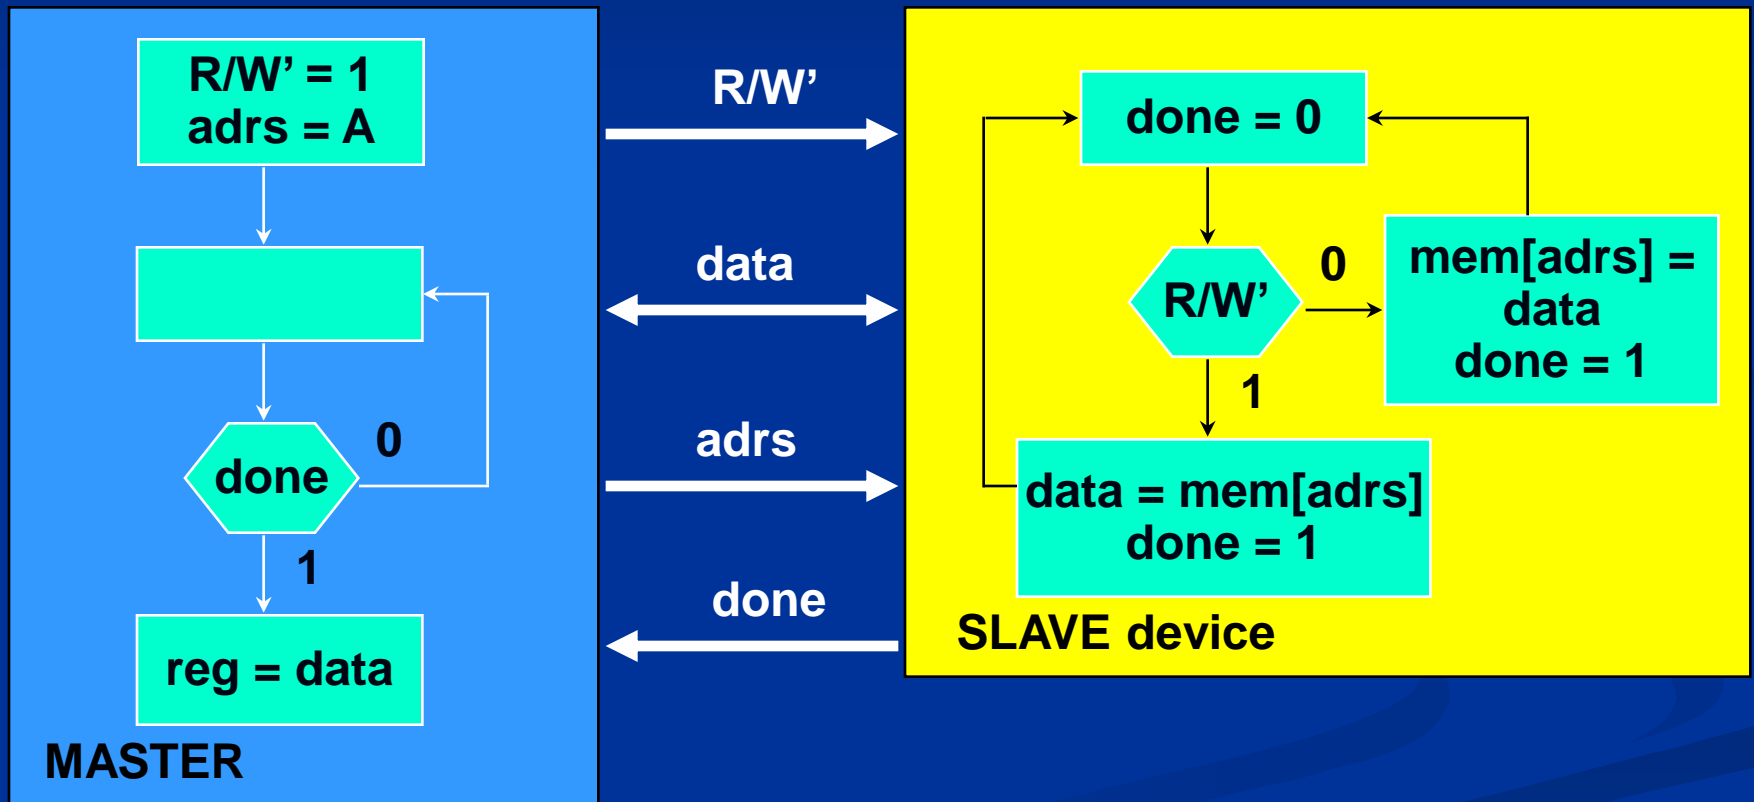 R/W’ = 1
adrs = A
done
0
1
reg = data
MASTER
R/W’
data
adrs
done
done = 0
R/W’
0
1
mem[adrs] =
data
done = 1
data = mem[adrs]
done = 1
SLAVE device